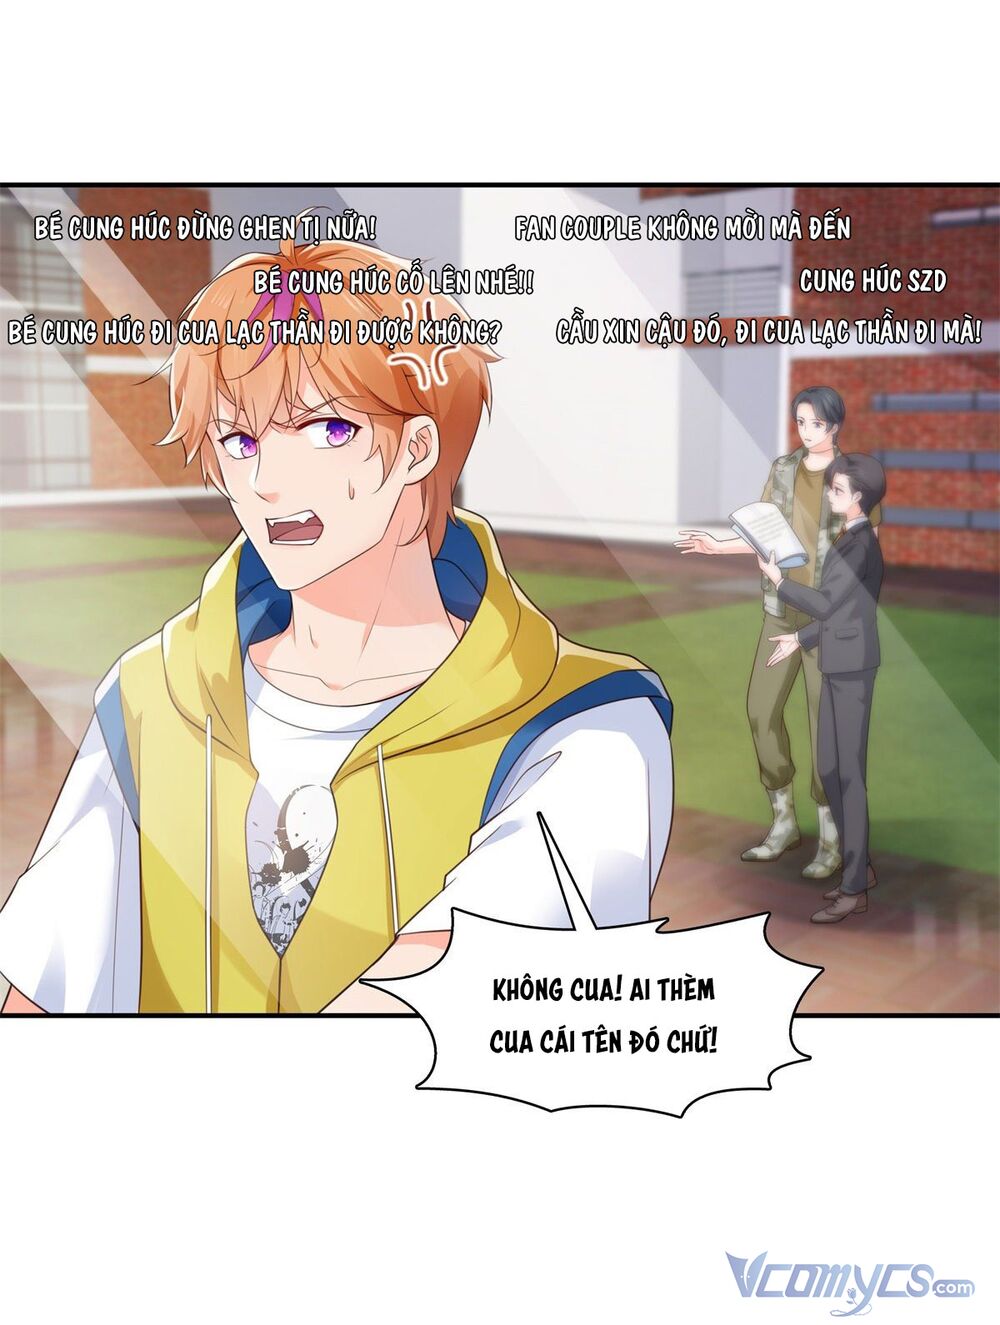 BÉ CUNG HÚC ĐỪNG GHEN TỊ NỮA!
FAN COUPLE KHÔNG MỜI MÀ ĐẾN
BÉ CUNG HÚC CỐ LÊN NHÉ!!
CUNG HÚC SZD
BÉ CUNG HÚC ĐI CUA LẠC THẦN ĐI ĐƯỢC KHÔNG?
CẦU XIN CẬU ĐÓ, ĐI CUA LẠC THẦN ĐI MÀ!
KHÔNG CUA! AI THÈM
CUA CÁI TÊN ĐÓ CHỨ!
VCOMYCS.com